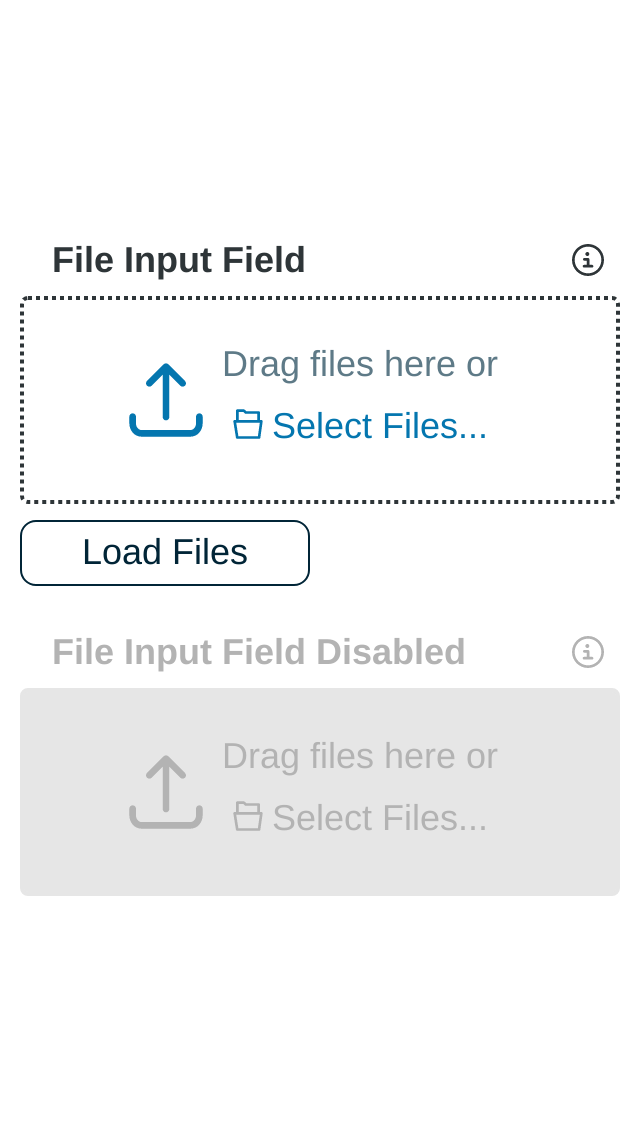 File Input Field
Drag files here or
Select Files...
Load Files
File Input Field Disabled
Drag files here or
Select Files...